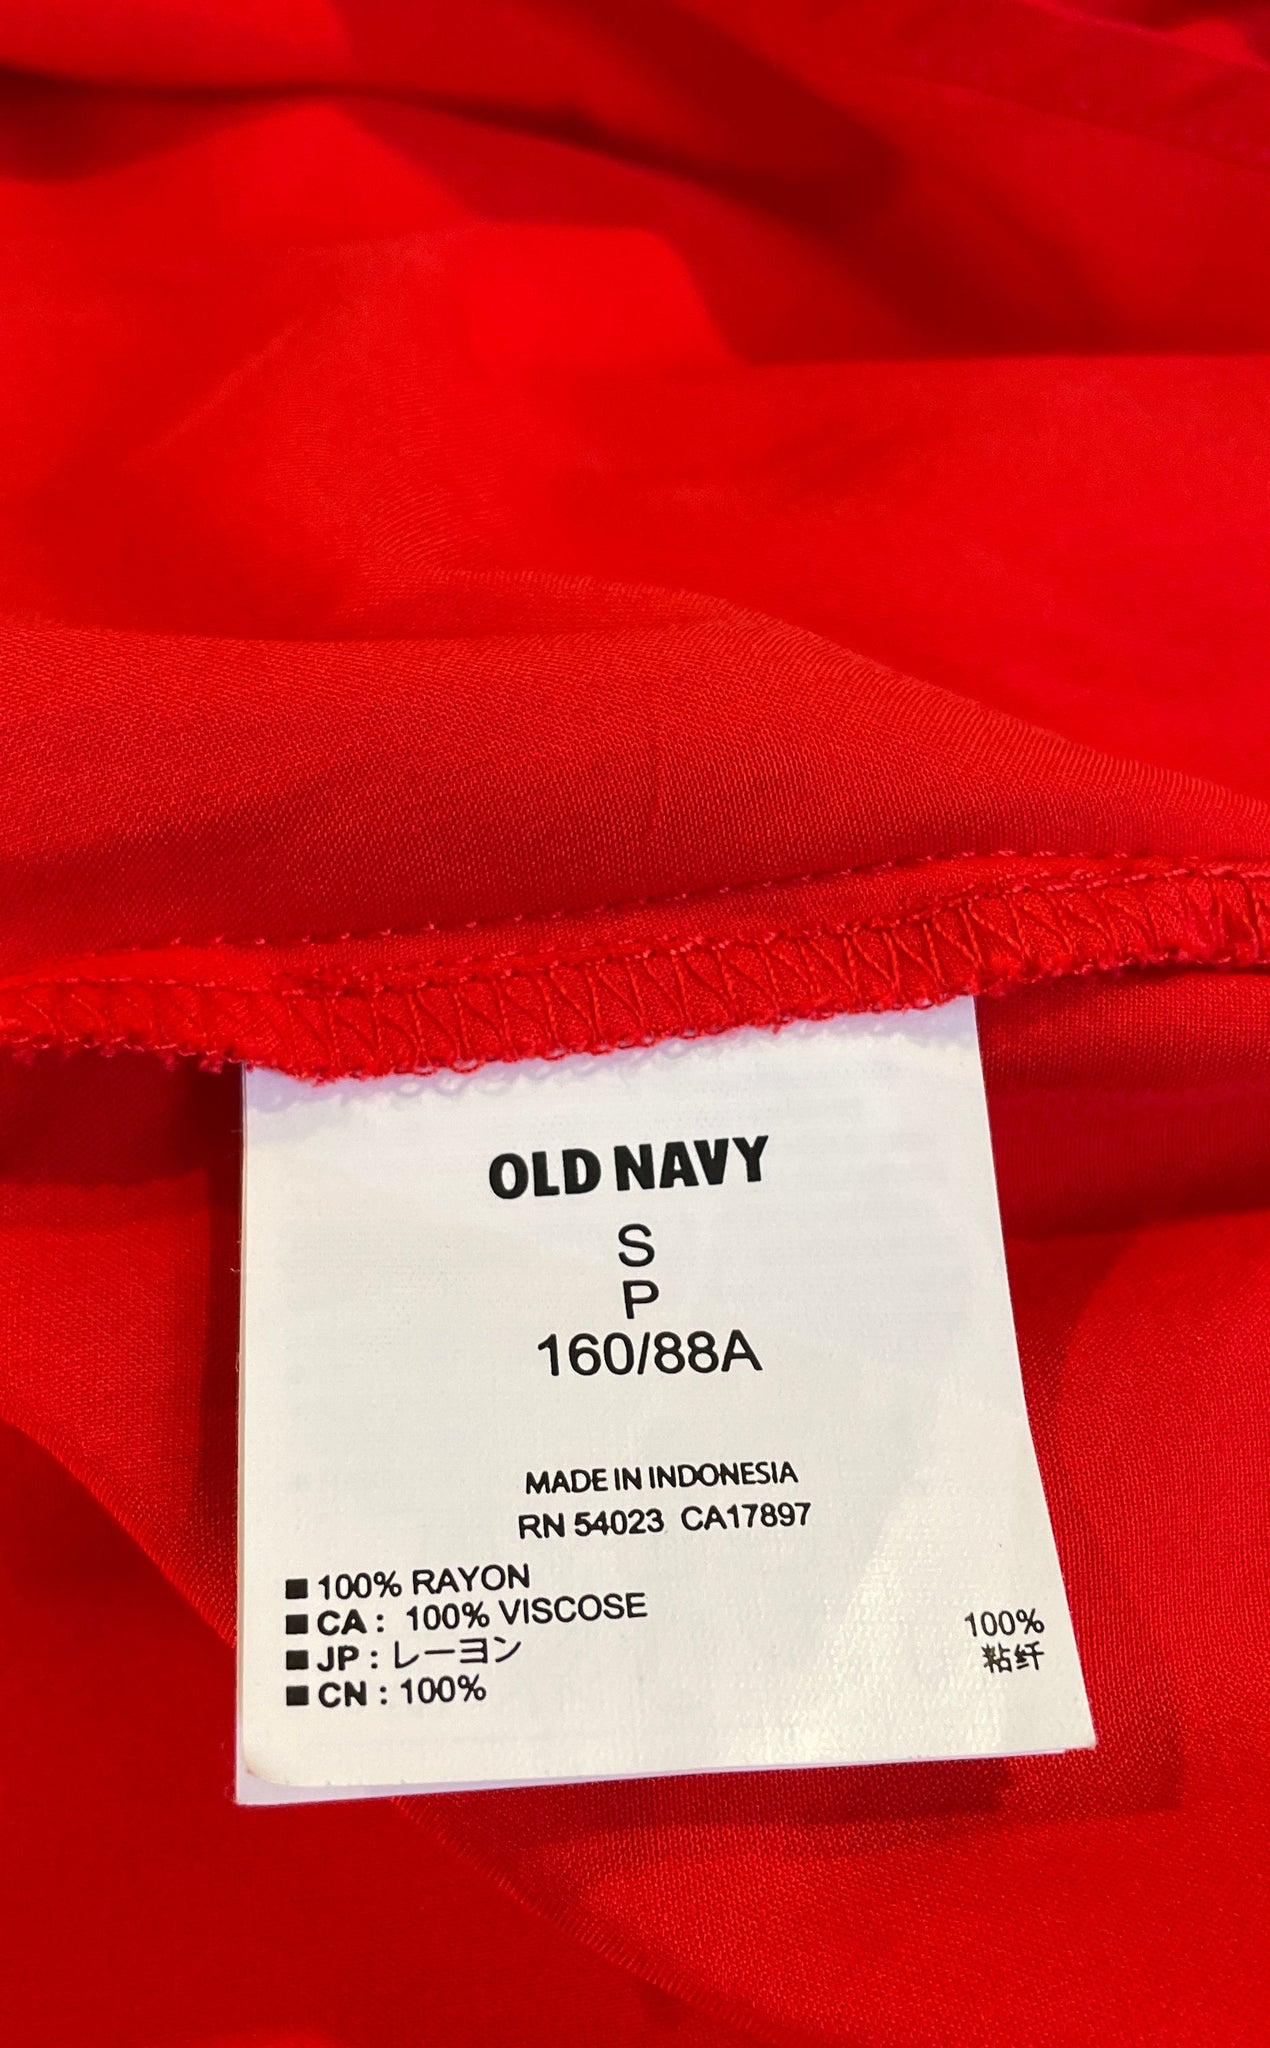 OLD NAVY
S
P
160/88A
MADE IN INDONESIA
RN 54023 CA17897
■ 100% RAYON
■ CA : 100% VISCOSE
■ JP : レーヨン
■ CN : 100%
100%
粘纤